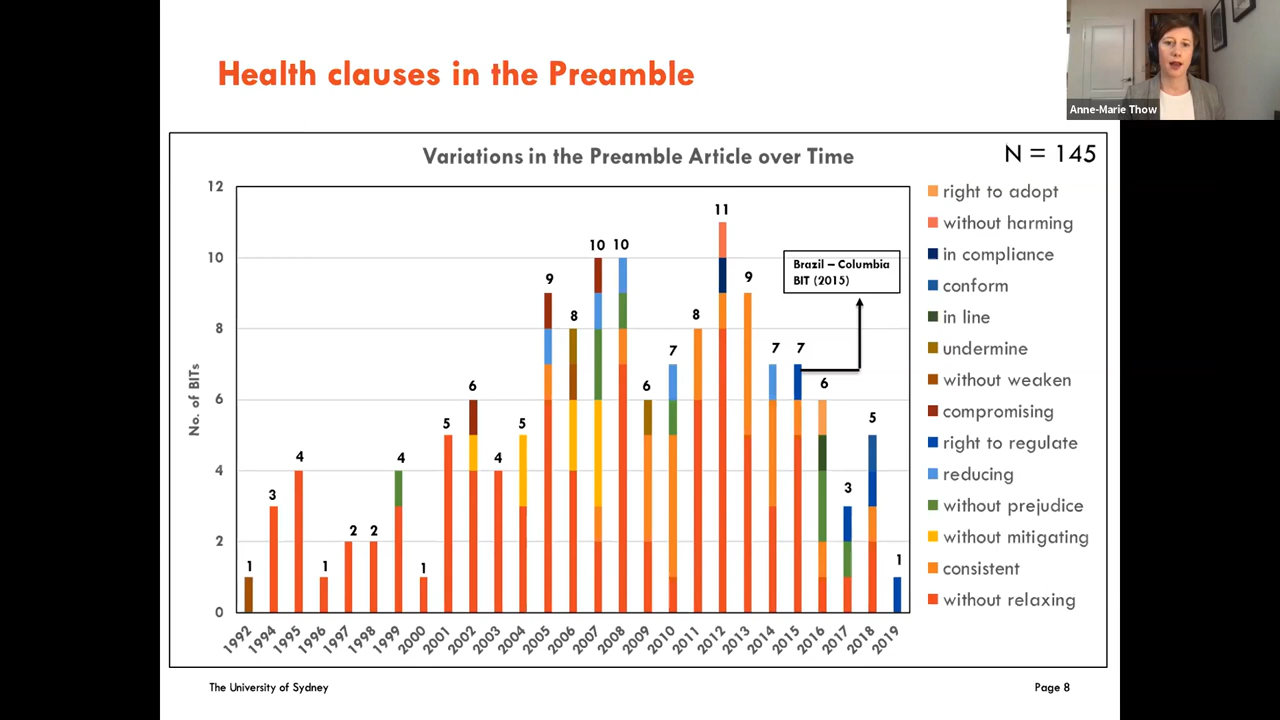 Health clauses in the Preamble
Anne-Marie Thow
Variations in the Preamble Article over Time
N = 145
No. of BITs
12
10
8
6
4
2
0
1
3
4
1
2
2
4
1
5
6
4
5
9
8
10
10
6
7
8
11
9
7
7
6
3
5
1
Brazil – Columbia
BIT (2015)
1992
1994
1995
1996
1997
1998
1999
2000
2001
2002
2003
2004
2005
2006
2007
2008
2009
2010
2011
2012
2013
2014
2015
2016
2017
2018
2019
right to adopt
without harming
in compliance
conform
in line
undermine
without weaken
compromising
right to regulate
reducing
without prejudice
without mitigating
consistent
without relaxing
The University of Sydney
Page 8